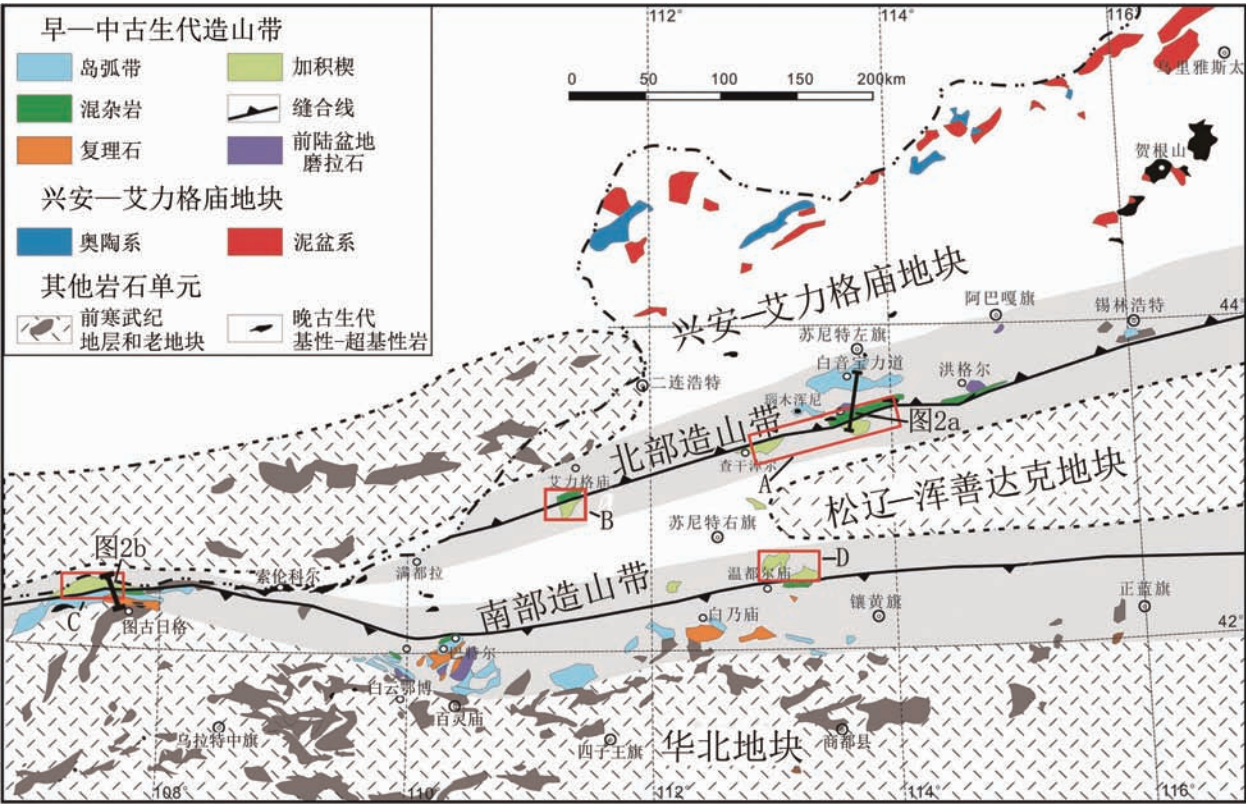 早—中古生代造山带
岛弧带
加积楔
混杂岩
缝合线
复理石
前陆盆地
磨拉石
兴安—艾力格庙地块
奥陶系
泥盆系
其他岩石单元
前寒武纪
地层和老地块
晚古生代
基性-超基性岩
112°
114°
116°
0 50 100 150 200km
乌里雅斯太
贺根山
兴安—艾力格庙地块
阿巴嘎旗
锡林浩特
44°
苏尼特左旗
白音宝力道
洪格尔
二连浩特
图2a
北部造山带
A
艾力格庙
B
松辽—浑善达克地块
苏尼特右旗
图2b
索伦科尔
满都拉
D
温都尔庙
南部造山带
正蓝旗
镶黄旗
白乃庙
C
图古日格
42°
巴特尔
白云鄂博
百灵庙
乌拉特中旗
四子王旗
华北地块
商都县
108°
110°
112°
114°
116°